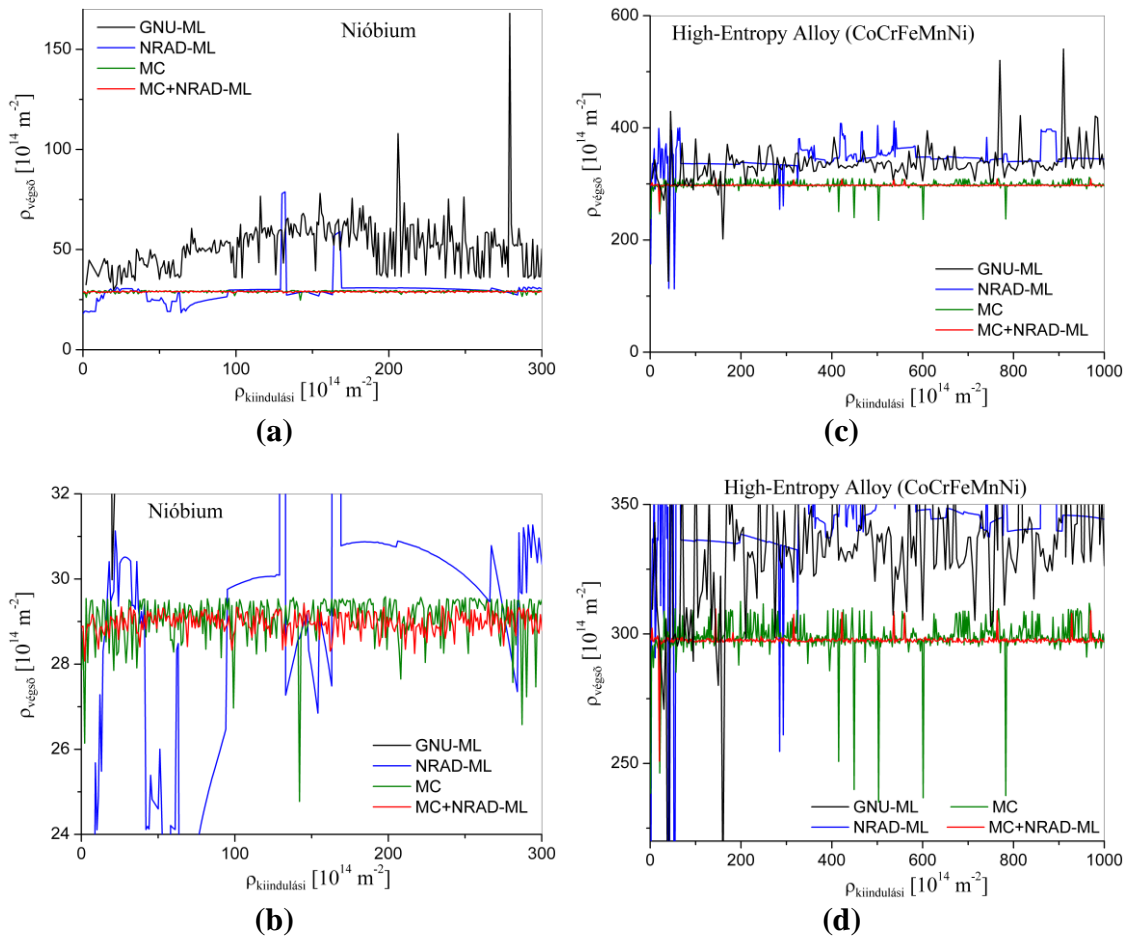 Nióbium
GNU-ML
NRAD-ML
MC
MC+NRAD-ML
150
100
50
0
ρvégső [10^14 m^-2]
0 100 200 300
ρkiindulási [10^14 m^-2]
(a)
High-Entropy Alloy (CoCrFeMnNi)
600
400
200
0
ρvégső [10^14 m^-2]
GNU-ML
NRAD-ML
MC
MC+NRAD-ML
0 200 400 600 800 1000
ρkiindulási [10^14 m^-2]
(c)
Nióbium
32
30
28
26
24
ρvégső [10^14 m^-2]
GNU-ML
NRAD-ML
MC
MC+NRAD-ML
0 100 200 300
ρkiindulási [10^14 m^-2]
(b)
High-Entropy Alloy (CoCrFeMnNi)
350
300
250
ρvégső [10^14 m^-2]
GNU-ML MC
NRAD-ML MC+NRAD-ML
0 200 400 600 800 1000
ρkiindulási [10^14 m^-2]
(d)